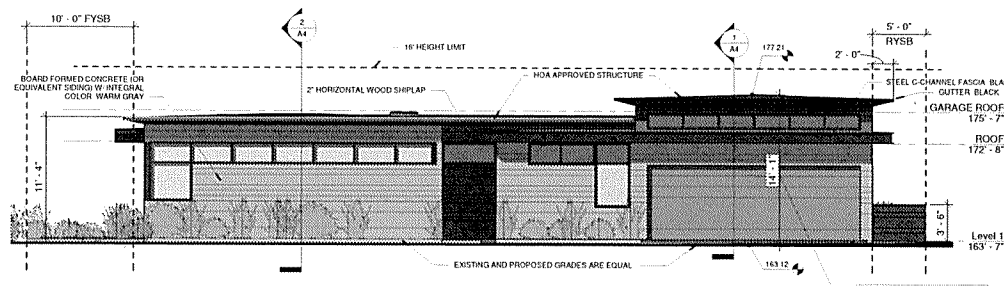 10' - 0" FYSB
2
A4
16' HEIGHT LIMIT
1
A4
177.21
5' - 0"
RYSB
2' - 0"
HOA APPROVED STRUCTURE
BOARD FORMED CONCRETE (OR
EQUIVALENT SIDING) W/ INTEGRAL
COLOR WARM GRAY
2" HORIZONTAL WOOD SHIPLAP
STEEL C-CHANNEL FASCIA BLA
GUTTER BLACK
GARAGE ROOF
175' - 7"
ROOF
172' - 8"
11' - 4"
14' - 1"
3' - 6"
Level 1
163' - 7"
EXISTING AND PROPOSED GRADES ARE EQUAL
163.12